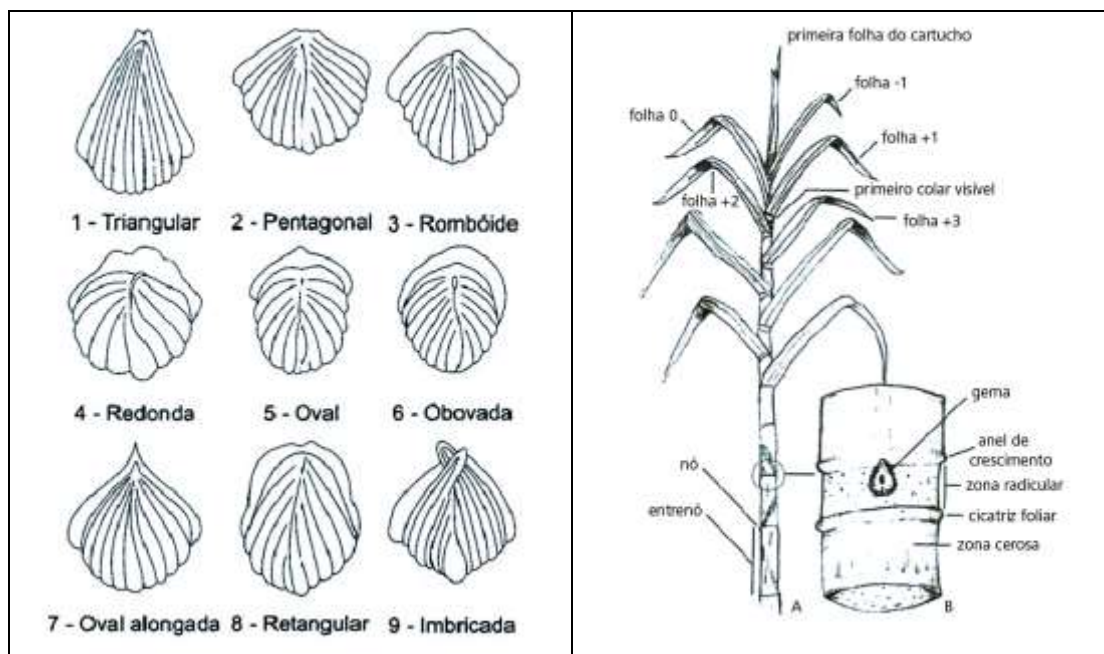 1 - Triangular
2 - Pentagonal
3 - Rombóide
4 - Redonda
5 - Oval
6 - Obovada
7 - Oval alongada
8 - Retangular
9 - Imbricada
primeira folha do cartucho
folha -1
folha 0
folha +1
primeiro colar visível
folha +2
folha +3
gema
anel de
crescimento
nó
zona radicular
entrenó
cicatriz foliar
zona cerosa
A
B